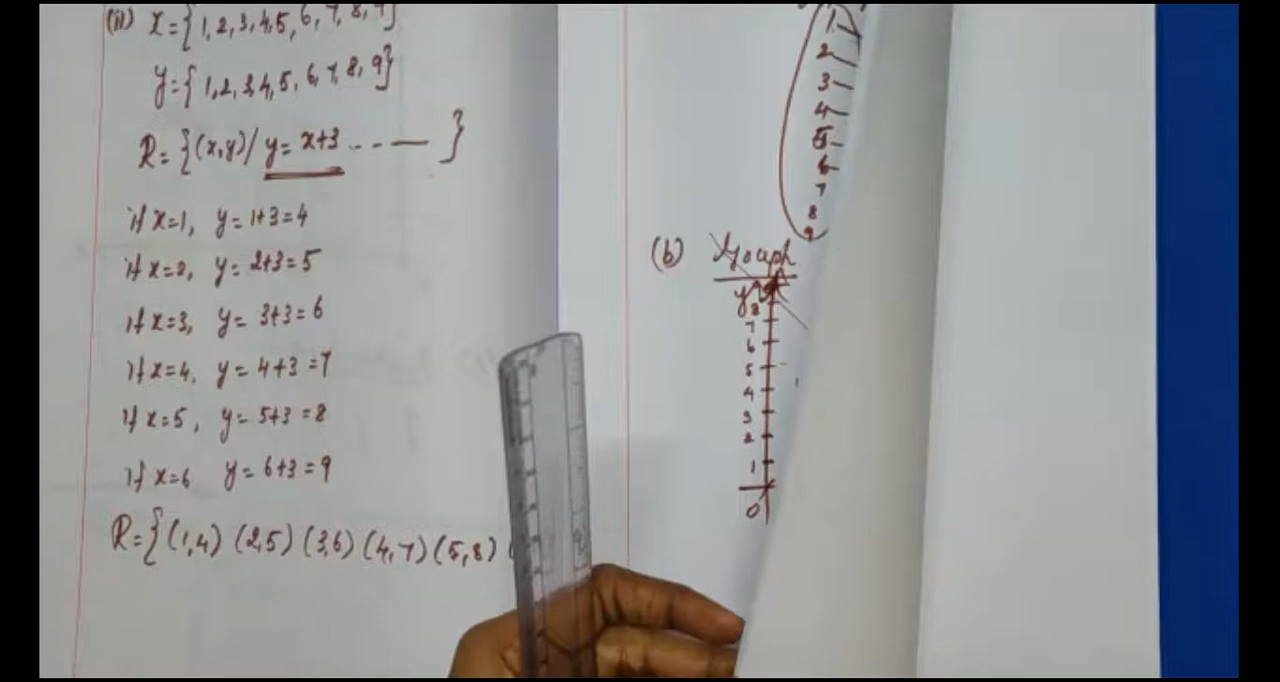 (ii) x={1,2,3,4,5,6,7,8,9}
y={1,2,3,4,5,6,7,8,9}
R={(x,y)/ y=x+3...—}
if x=1, y=1+3=4
if x=2, y=2+3=5
if x=3, y=3+3=6
if x=4, y=4+3=7
if x=5, y=5+3=8
if x=6 y=6+3=9
R={(1,4) (2,5) (3,6) (4,7) (5,8) (
1
2
3
4
5
6
7
8
9
(b) Graph
y
8
7
6
5
4
3
2
1
0